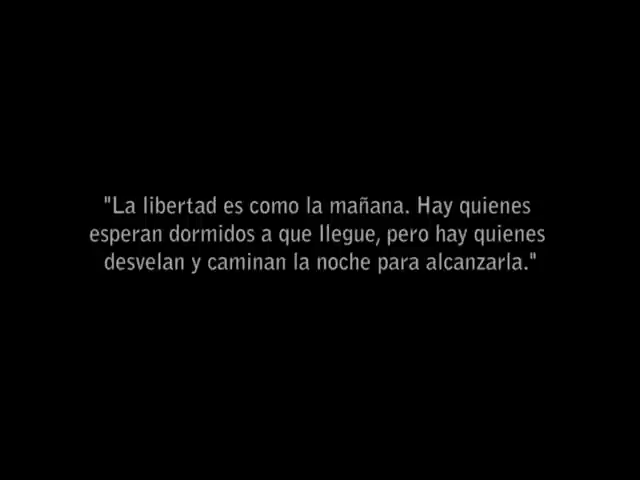 "La libertad es como la mañana. Hay quienes
esperan dormidos a que llegue, pero hay quienes
desvelan y caminan la noche para alcanzarla."